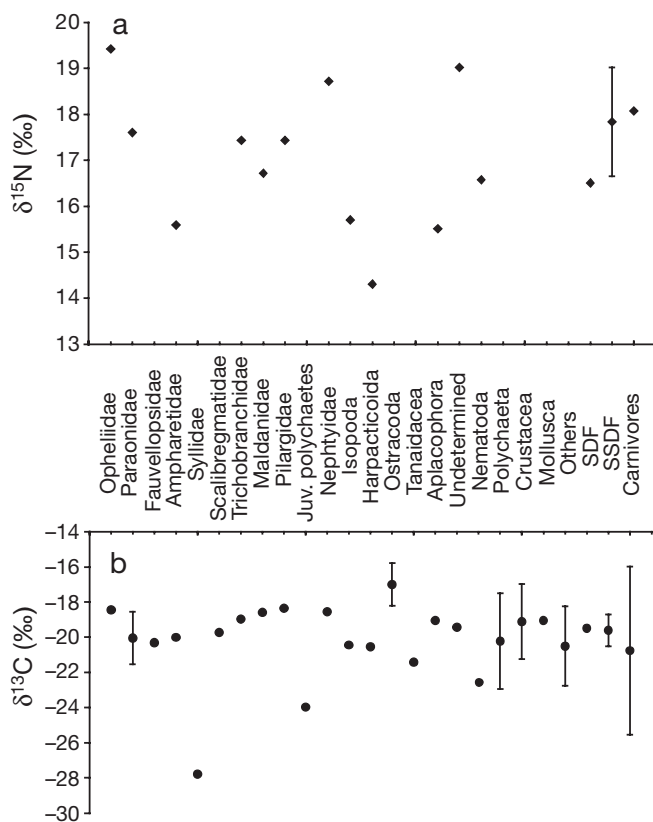 a
20
19
18
17
16
15
14
13
δ¹⁵N (‰)
Opheliidae
Paraonidae
Fauvellopsidae
Ampharetidae
Syllidae
Scalibregmatidae
Trichobranchidae
Maldanidae
Pilargidae
Juv. polychaetes
Nephtyidae
Isopoda
Harpacticoida
Ostracoda
Tanaidacea
Aplacophora
Undetermined
Nematoda
Polychaeta
Crustacea
Mollusca
Others
SDF
SSDF
Carnivores
b
−14
−16
−18
−20
−22
−24
−26
−28
−30
δ¹³C (‰)